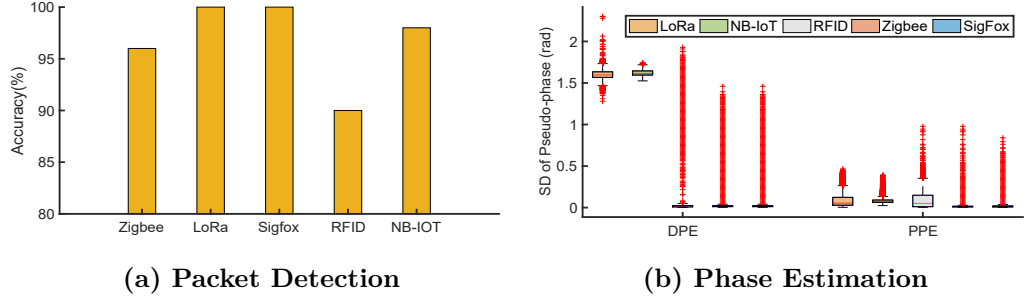 Accuracy(%)
100
95
90
85
80
Zigbee LoRa Sigfox RFID NB-IOT
(a) Packet Detection
SD of Pseudo-phase (rad)
LoRa NB-IoT RFID Zigbee SigFox
2
1.5
1
0.5
0
DPE PPE
(b) Phase Estimation